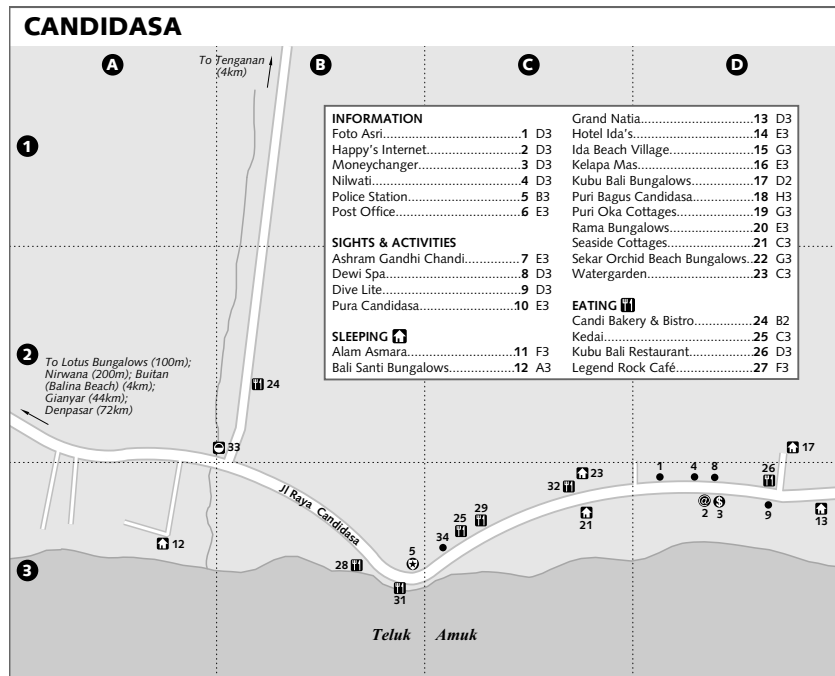 CANDIDASA
A
B
C
D
To Tenganan
(4km)
1
INFORMATION
Foto Asri....................................1 D3
Happy's Internet.........................2 D3
Moneychanger...........................3 D3
Nilwati.......................................4 D3
Police Station.............................5 B3
Post Office.................................6 E3
SIGHTS & ACTIVITIES
Ashram Gandhi Chandi...............7 E3
Dewi Spa...................................8 D3
Dive Lite....................................9 D3
Pura Candidasa........................10 E3
SLEEPING
Alam Asmara...........................11 F3
Bali Santi Bungalows................12 A3
Grand Natia.............................13 D3
Hotel Ida's...............................14 E3
Ida Beach Village.....................15 G3
Kelapa Mas..............................16 E3
Kubu Bali Bungalows................17 D2
Puri Bagus Candidasa...............18 H3
Puri Oka Cottages....................19 G3
Rama Bungalows.....................20 E3
Seaside Cottages......................21 C3
Sekar Orchid Beach Bungalows..22 G3
Watergarden............................23 C3
EATING
Candi Bakery & Bistro..............24 B2
Kedai.......................................25 C3
Kubu Bali Restaurant................26 D3
Legend Rock Café....................27 F3
2
To Lotus Bungalows (100m);
Nirwana (200m); Buitan
(Balina Beach) (4km);
Gianyar (44km);
Denpasar (72km)
24
33
17
Jl Raya Candidasa
23
32
1
4
8
26
29
25
34
21
@
2
$
3
9
13
12
5
28
31
3
Teluk Amuk